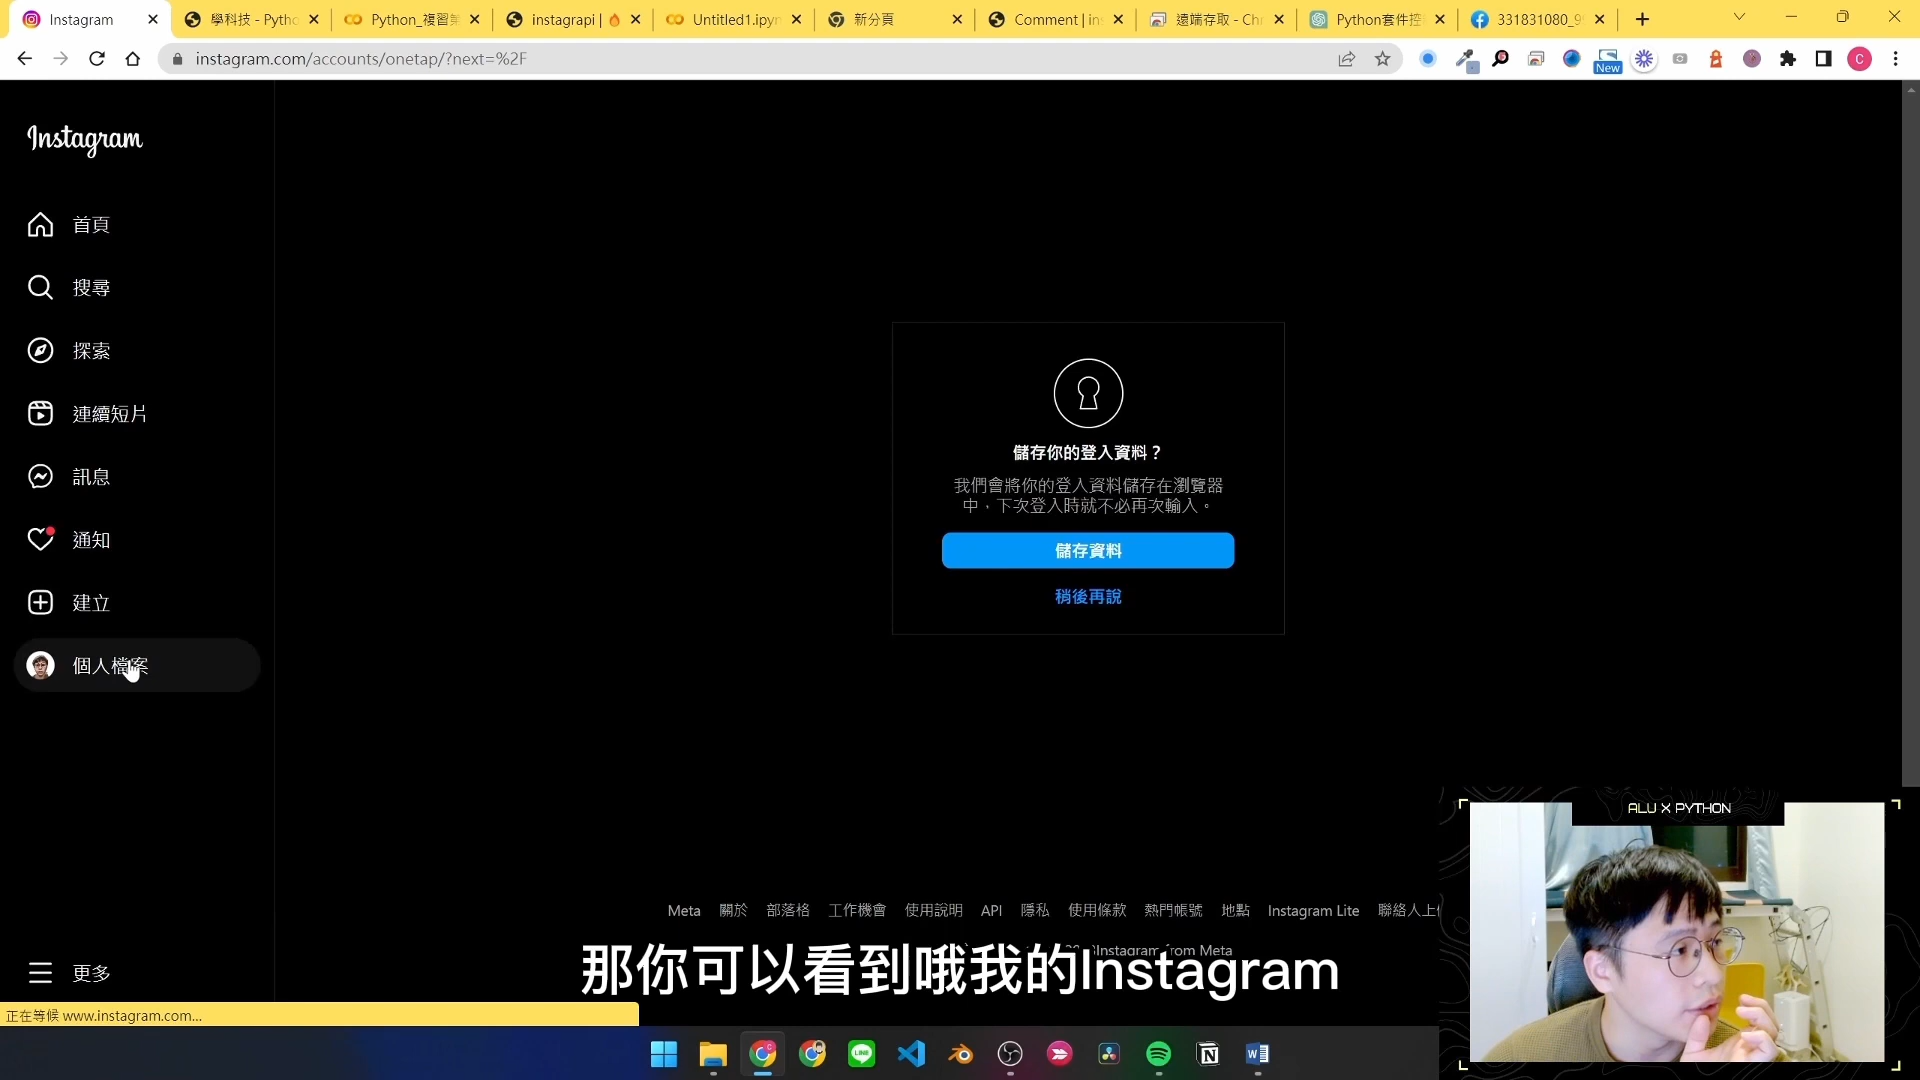 Instagram
學科技 - Pytho
Python_複習
instagrapi |
Untitled1.ipyn
新分頁
Comment | in
遠端存取 - Ch
Python套件控
331831080_9
instagram.com/accounts/onetap/?next=%2F
New
C
Instagram
首頁
搜尋
探索
連續短片
訊息
通知
建立
個人檔案
更多
儲存你的登入資料？
我們會將你的登入資料儲存在瀏覽器
中，下次登入時就不必再次輸入。
儲存資料
稍後再說
Meta 關於 部落格 工作機會 使用說明 API 隱私 使用條款 熱門帳號 地點 Instagram Lite 聯絡人上
Instagram from Meta
那你可以看到哦我的Instagram
正在等候 www.instagram.com...
ALU X PYTHON